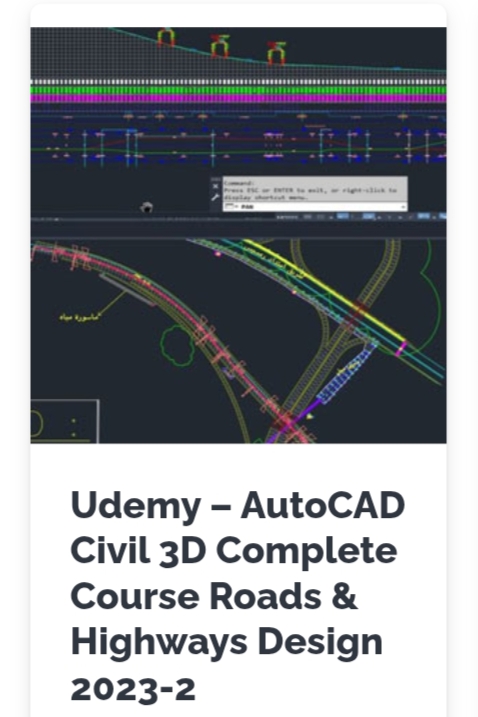 Command:
Press ESC or ENTER to exit, or right-click to
display shortcut menu.
PAN
ماسورة مياه
Udemy – AutoCAD
Civil 3D Complete
Course Roads &
Highways Design
2023-2